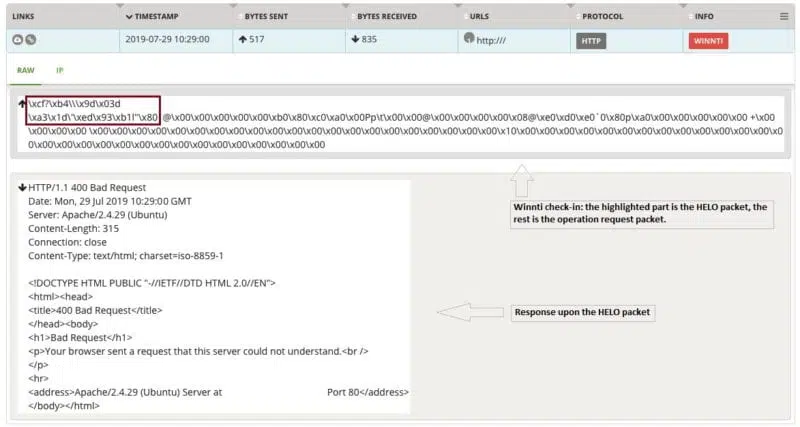 LINKS TIMESTAMP BYTES SENT BYTES RECEIVED URLS PROTOCOL INFO
2019-07-29 10:29:00 517 835 http:/// HTTP WINNTI
RAW IP
\xcf?\xb4\\\x9d\x03d
\xa3\x1d\"\xed\x93\xb1l"\x80 @\x00\x00\x00\x00\x00\xb0\x80\xc0\xa0\x00Pp\t\x00\x00@\x00\x00\x00\x00\x08@\xe0\xd0\xe0`0\x80p\xa0\x00\x00\x00\x00\x00 +\x00
\x00\x00\x00\x00 \x00\x00\x00\x00\x00\x00\x00\x00\x00\x00\x00\x00\x00\x00\x00\x00\x00\x00\x10\x00\x00\x00\x00\x00\x00\x00\x00\x00\x00\x00\x00\x00\x0
0\x00\x00\x00\x00\x00\x00\x00\x00\x00\x00\x00\x00
HTTP/1.1 400 Bad Request
Date: Mon, 29 Jul 2019 10:29:00 GMT
Server: Apache/2.4.29 (Ubuntu)
Content-Length: 315
Connection: close
Content-Type: text/html; charset=iso-8859-1
<!DOCTYPE HTML PUBLIC "-//IETF//DTD HTML 2.0//EN">
<html><head>
<title>400 Bad Request</title>
</head><body>
<h1>Bad Request</h1>
<p>Your browser sent a request that this server could not understand.<br />
</p>
<hr>
<address>Apache/2.4.29 (Ubuntu) Server at Port 80</address>
</body></html>
Winnti check-in: the highlighted part is the HELO packet, the
rest is the operation request packet.
Response upon the HELO packet